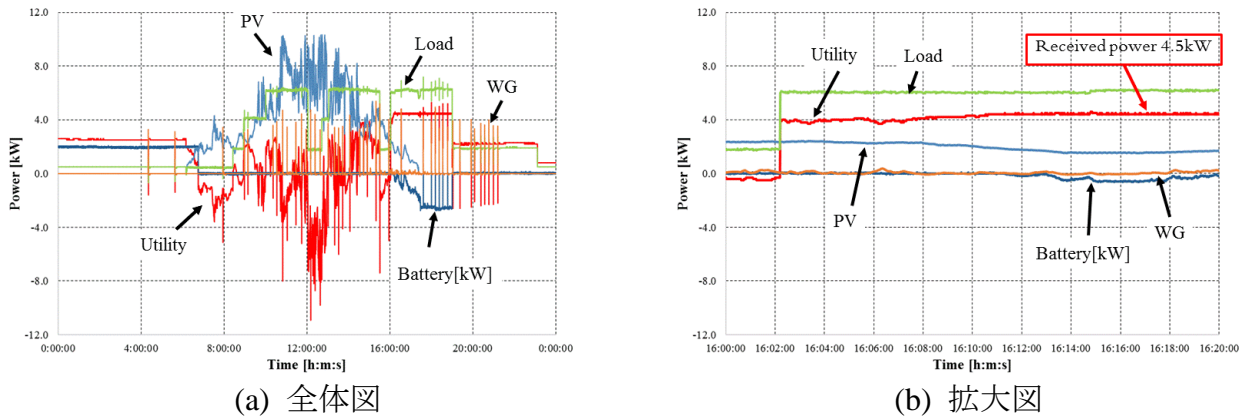 12.0
8.0
4.0
0.0
-4.0
-8.0
-12.0
Power [kW]
PV
Load
WG
Utility
Battery[kW]
0:00:00 4:00:00 8:00:00 12:00:00 16:00:00 20:00:00 0:00:00
Time [h:m:s]
(a) 全体図
12.0
8.0
4.0
0.0
-4.0
-8.0
-12.0
Power [kW]
Received power 4.5kW
Utility
Load
PV
WG
Battery[kW]
16:00:00 16:02:00 16:04:00 16:06:00 16:08:00 16:10:00 16:12:00 16:14:00 16:16:00 16:18:00 16:20:00
Time [h:m:s]
(b) 拡大図